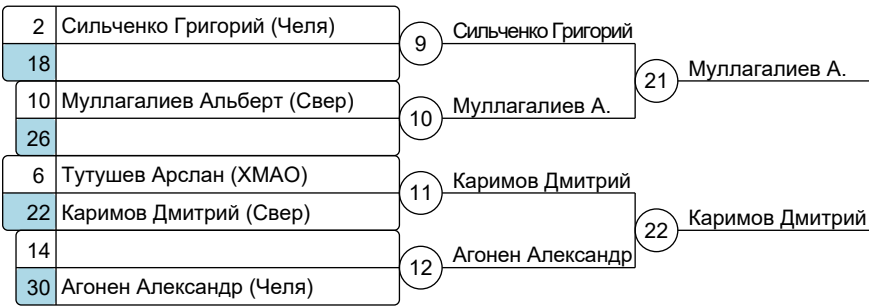 2 Сильченко Григорий (Челя)
18
9 Сильченко Григорий
10 Муллагалиев Альберт (Свер)
26
10 Муллагалиев А.
21 Муллагалиев А.
6 Тутушев Арслан (ХМАО)
22 Каримов Дмитрий (Свер)
11 Каримов Дмитрий
14
30 Агонен Александр (Челя)
12 Агонен Александр
22 Каримов Дмитрий